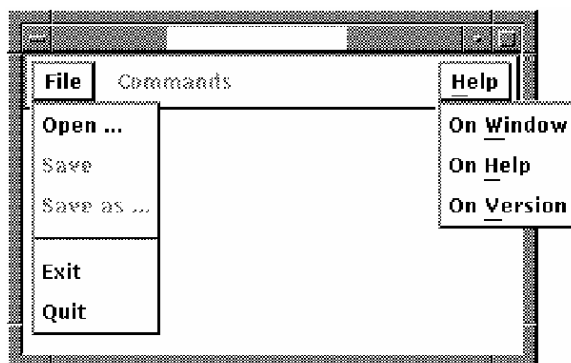 File Commands Help
Open ...
Save
Save as ...
Exit
Quit
On Window
On Help
On Version